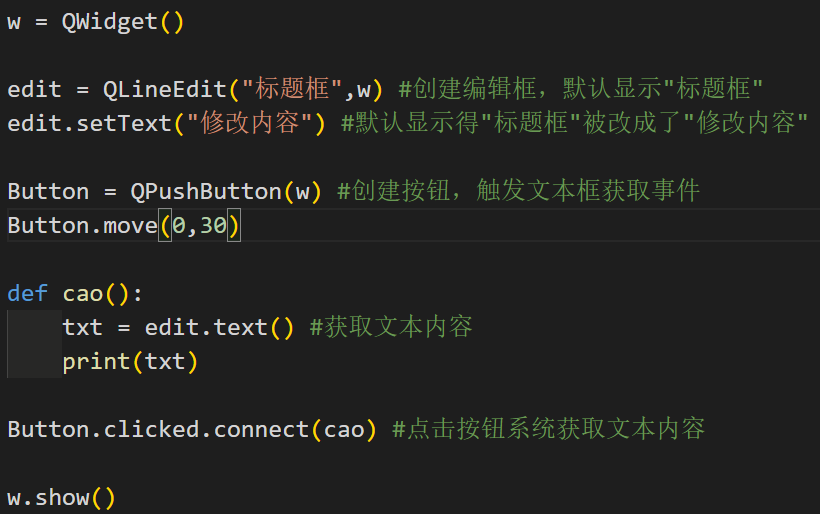 w = QWidget()
edit = QLineEdit("标题框",w) #创建编辑框，默认显示"标题框"
edit.setText("修改内容") #默认显示得"标题框"被改成了"修改内容"
Button = QPushButton(w) #创建按钮，触发文本框获取事件
Button.move(0,30)
def cao():
    txt = edit.text() #获取文本内容
    print(txt)
Button.clicked.connect(cao) #点击按钮系统获取文本内容
w.show()